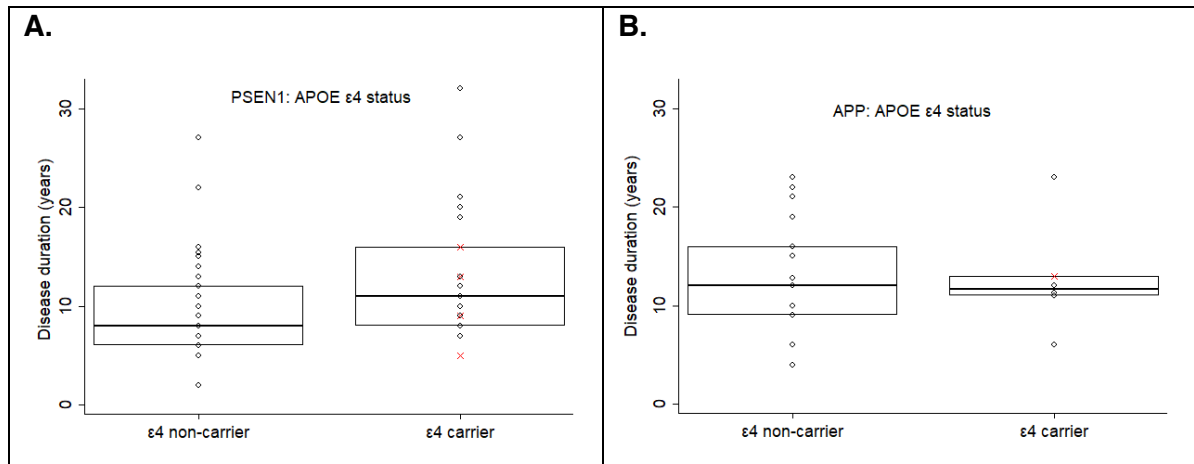 A.
PSEN1: APOE ε4 status
Disease duration (years)
30
20
10
0
ε4 non-carrier ε4 carrier
B.
APP: APOE ε4 status
Disease duration (years)
30
20
10
0
ε4 non-carrier ε4 carrier